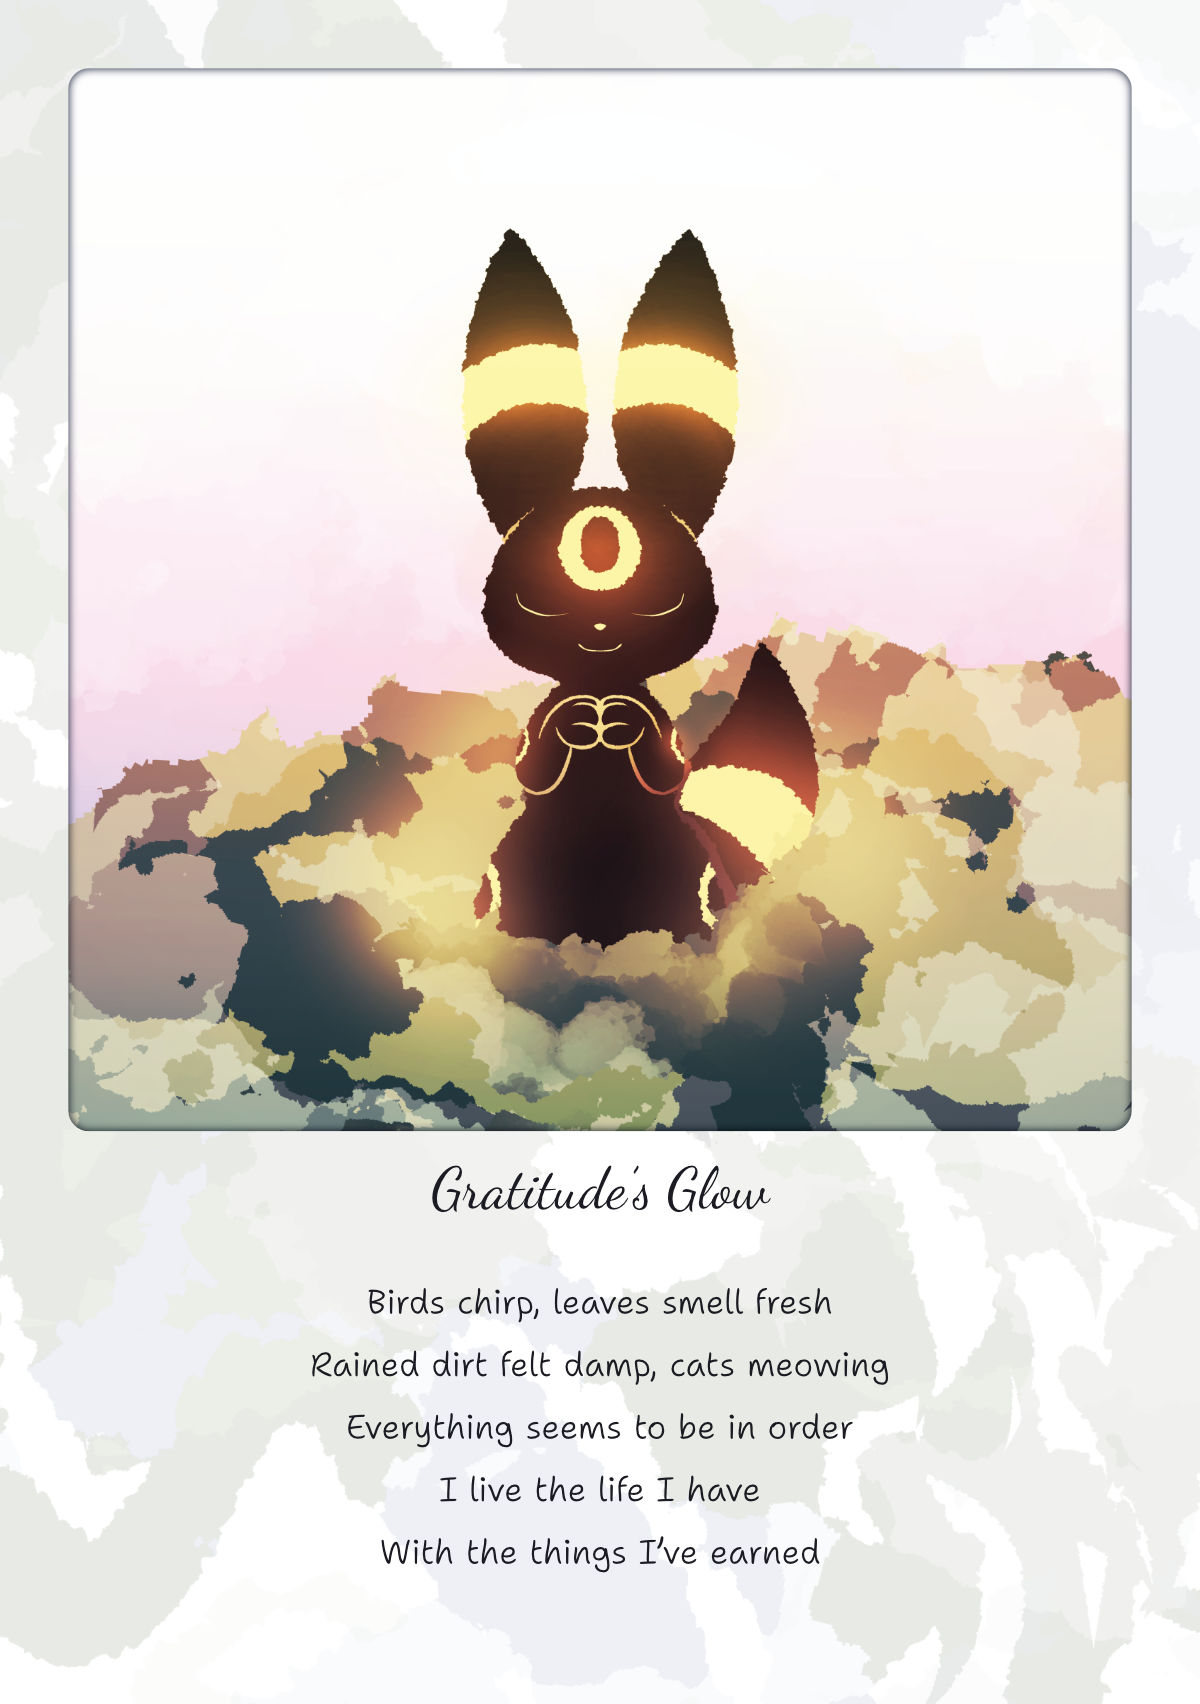 Gratitude's Glow
Birds chirp, leaves smell fresh
Rained dirt felt damp, cats meowing
Everything seems to be in order
I live the life I have
With the things I've earned